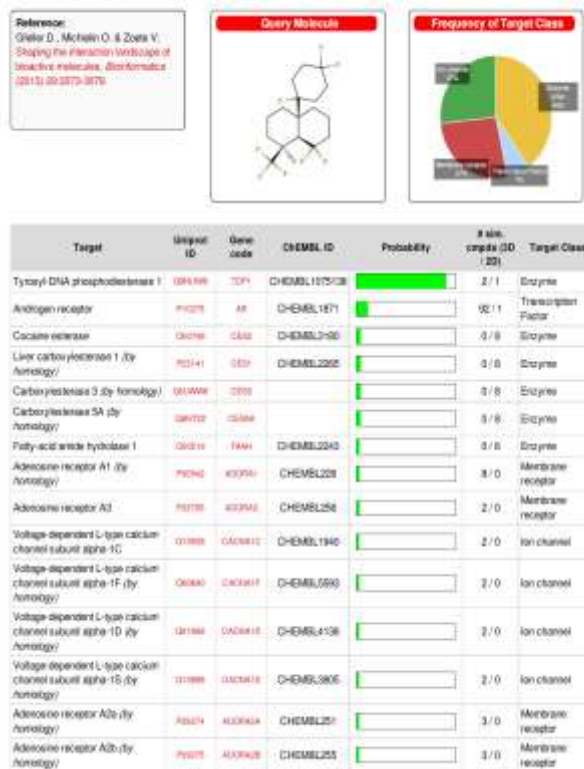 Reference:
Gfeller D., Michielin O. & Zoete V.
Shaping the interaction landscape of
bioactive molecules, Bioinformatics
(2013) 29:3073-3079.
Query Molecule
Frequency of Target Class
Target Uniprot ID Gene code ChEMBL ID Probability # sim. cmpds (3D / 2D) Target Class
Tyrosyl-DNA phosphodiesterase 1 TDP1 CHEMBL1075138 2 / 1 Enzyme
Androgen receptor P10275 AR CHEMBL1871 92 / 1 Transcription Factor
Cocaine esterase CES2 CHEMBL3180 0 / 8 Enzyme
Liver carboxylesterase 1 (by homology) CES1 CHEMBL2265 0 / 8 Enzyme
Carboxylesterase 3 (by homology) CES3 0 / 8 Enzyme
Carboxylesterase 5A (by homology) CES5A 0 / 8 Enzyme
Fatty-acid amide hydrolase 1 FAAH CHEMBL2243 Enzyme
Adenosine receptor A1 (by homology) ADORA1 CHEMBL226 8 / 0 Membrane receptor
Adenosine receptor A3 ADORA3 CHEMBL256 2 / 0 Membrane receptor
Voltage-dependent L-type calcium channel subunit alpha-1C CACNA1C CHEMBL1940 2 / 0 Ion channel
Voltage-dependent L-type calcium channel subunit alpha-1F (by homology) CACNA1F 2 / 0 Ion channel
Voltage-dependent L-type calcium channel subunit alpha-1D (by homology) CACNA1D CHEMBL4138 2 / 0 Ion channel
Voltage-dependent L-type calcium channel subunit alpha-1S (by homology) CACNA1S CHEMBL3805 2 / 0 Ion channel
Adenosine receptor A2a (by homology) ADORA2A CHEMBL251 3 / 0 Membrane receptor
Adenosine receptor A2b (by homology) ADORA2B CHEMBL255 3 / 0 Membrane receptor